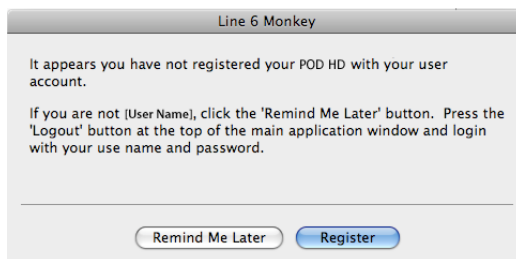 Line 6 Monkey
It appears you have not registered your POD HD with your user
account.
If you are not [User Name], click the 'Remind Me Later' button. Press the
'Logout' button at the top of the main application window and login
with your use name and password.
Remind Me Later
Register